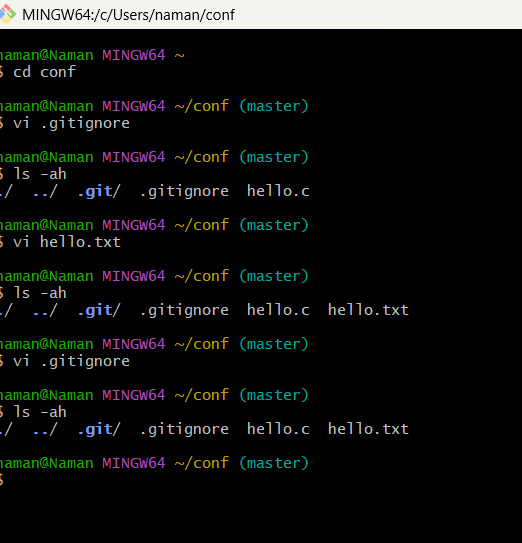 MINGW64:/c/Users/naman/conf
naman@Naman MINGW64 ~
$ cd conf
naman@Naman MINGW64 ~/conf (master)
$ vi .gitignore
naman@Naman MINGW64 ~/conf (master)
$ ls -ah
./ ../ .git/ .gitignore hello.c
naman@Naman MINGW64 ~/conf (master)
$ vi hello.txt
naman@Naman MINGW64 ~/conf (master)
$ ls -ah
./ ../ .git/ .gitignore hello.c hello.txt
naman@Naman MINGW64 ~/conf (master)
$ vi .gitignore
naman@Naman MINGW64 ~/conf (master)
$ ls -ah
./ ../ .git/ .gitignore hello.c hello.txt
naman@Naman MINGW64 ~/conf (master)
$